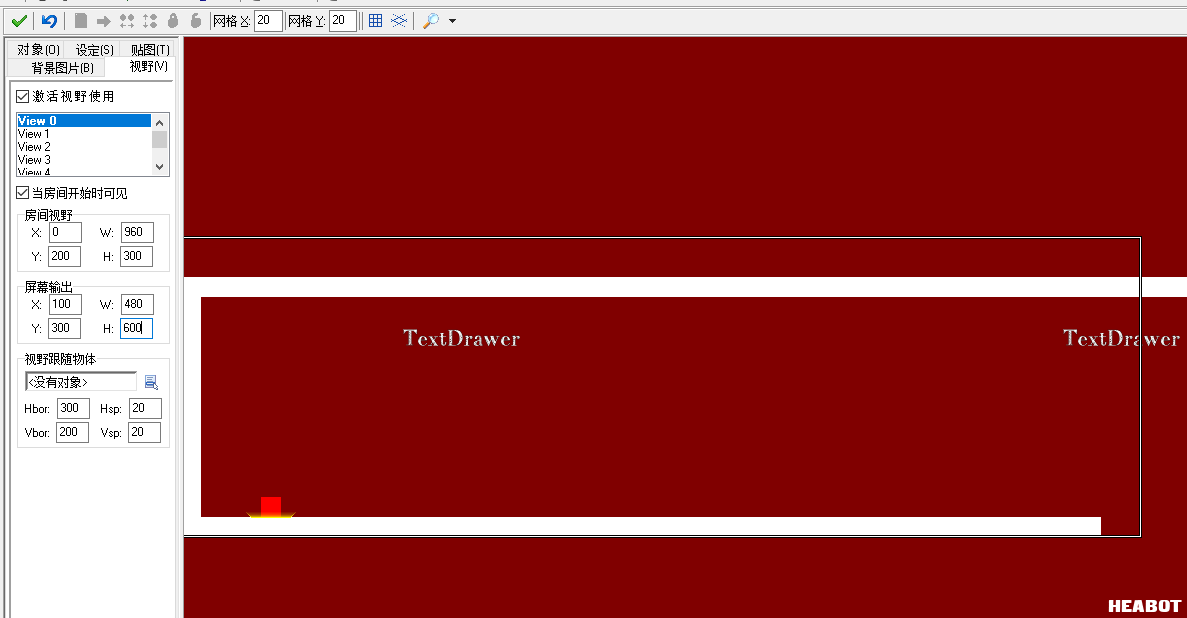 网格 X: 20 网格 Y: 20
对象(O) 设定(S) 贴图(T)
背景图片(B) 视野(V)
激活视野使用
View 0
View 1
View 2
View 3
View 4
当房间开始时可见
房间视野
X: 0 W: 960
Y: 200 H: 300
屏幕输出
X: 100 W: 480
Y: 300 H: 600
视野跟随物体
<没有对象>
Hbor: 300 Hsp: 20
Vbor: 200 Vsp: 20
TextDrawer TextDrawer
HEABOT